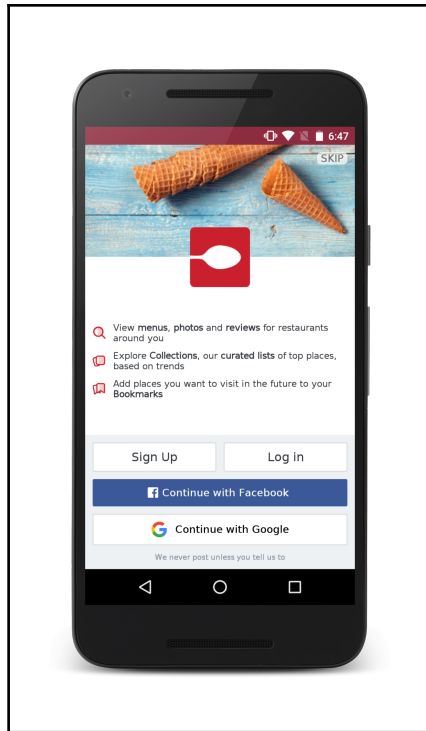 6:47
SKIP
View menus, photos and reviews for restaurants
around you
Explore Collections, our curated lists of top places,
based on trends
Add places you want to visit in the future to your
Bookmarks
Sign Up
Log in
Continue with Facebook
Continue with Google
We never post unless you tell us to